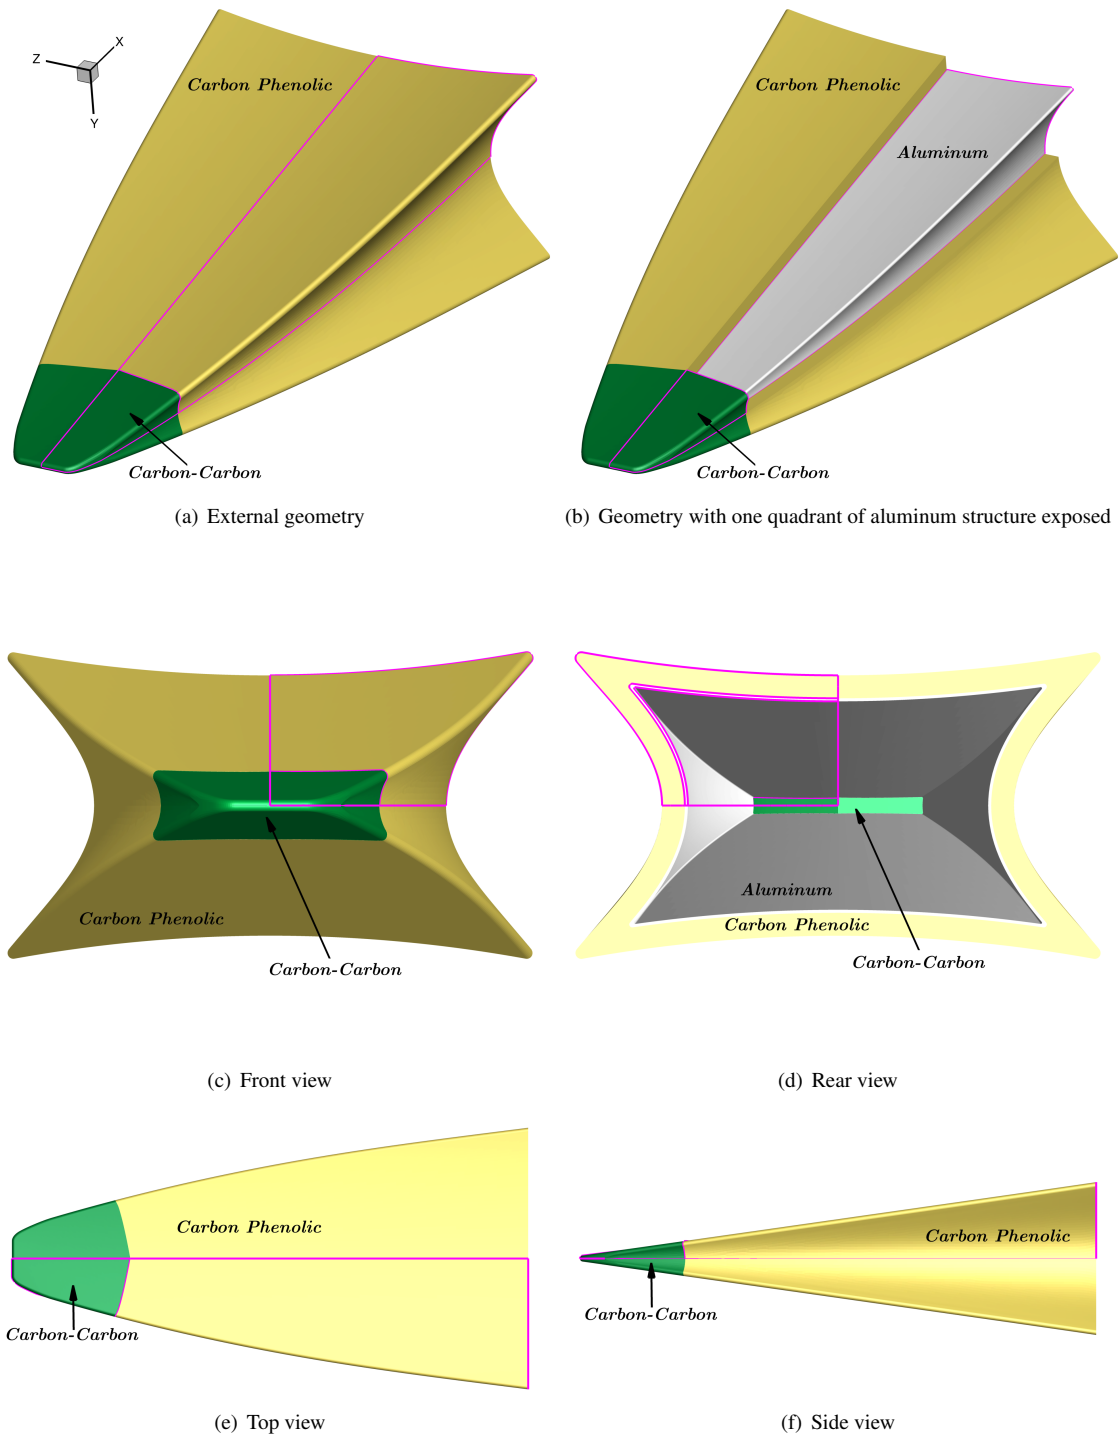 X
Z
Y
Carbon Phenolic
Carbon-Carbon
(a) External geometry
Carbon Phenolic
Aluminum
Carbon-Carbon
(b) Geometry with one quadrant of aluminum structure exposed
Carbon Phenolic
Carbon-Carbon
(c) Front view
Aluminum
Carbon Phenolic
Carbon-Carbon
(d) Rear view
Carbon Phenolic
Carbon-Carbon
(e) Top view
Carbon Phenolic
Carbon-Carbon
(f) Side view